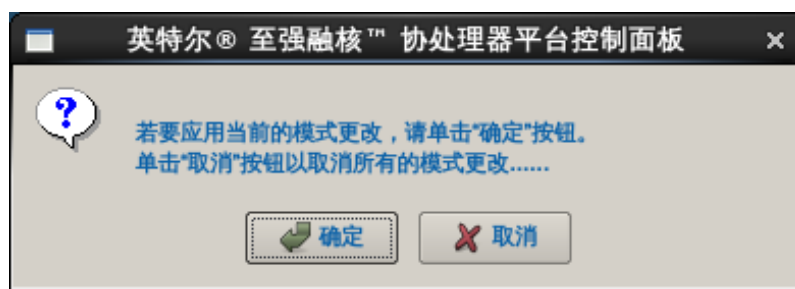 英特尔® 至强融核™ 协处理器平台控制面板
若要应用当前的模式更改，请单击“确定”按钮。
单击“取消”按钮以取消所有的模式更改......
确定
取消